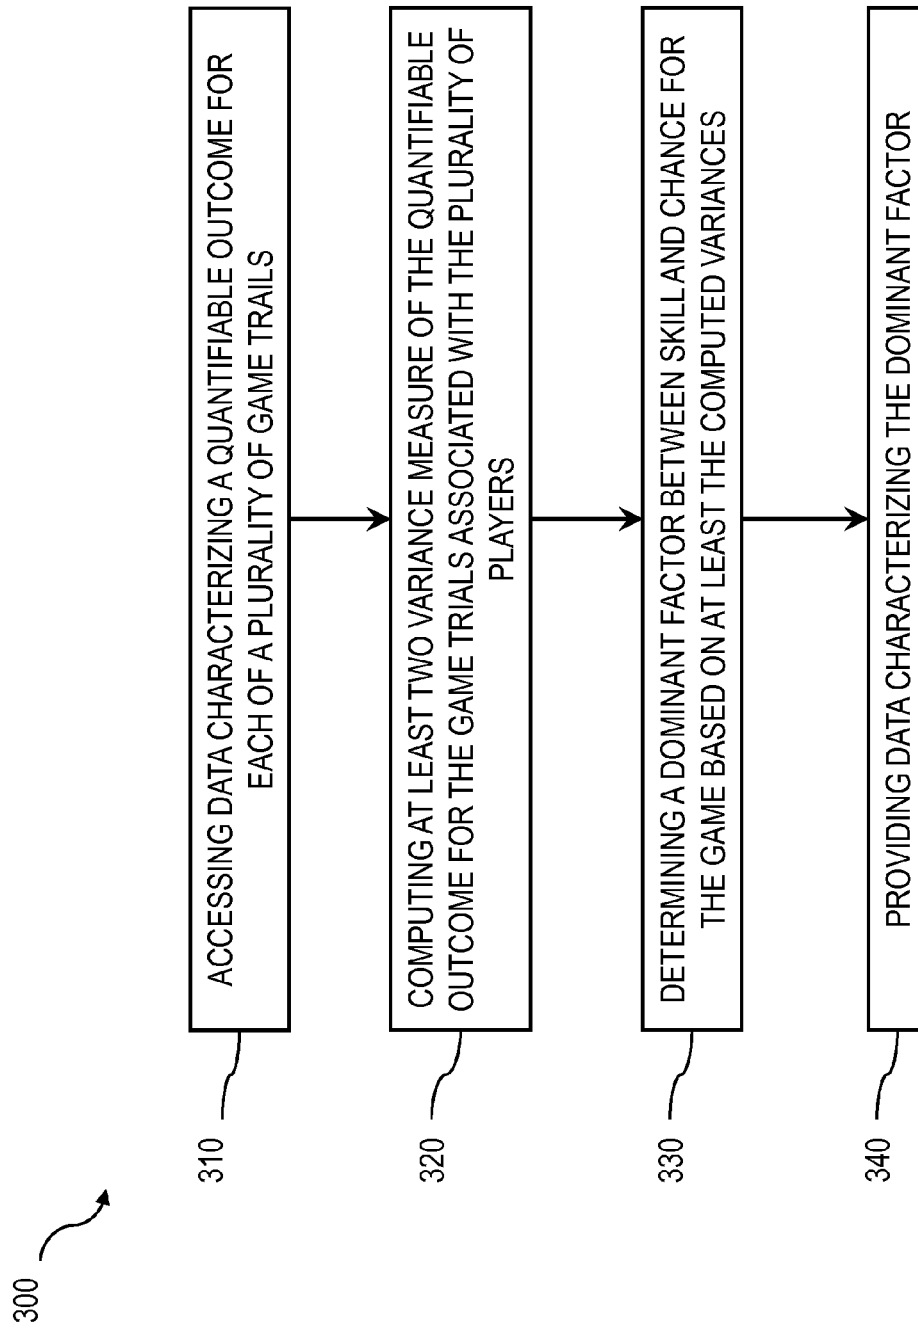 300
310
ACCESSING DATA CHARACTERIZING A QUANTIFIABLE OUTCOME FOR
EACH OF A PLURALITY OF GAME TRAILS
320
COMPUTING AT LEAST TWO VARIANCE MEASURE OF THE QUANTIFIABLE
OUTCOME FOR THE GAME TRIALS ASSOCIATED WITH THE PLURALITY OF
PLAYERS
330
DETERMINING A DOMINANT FACTOR BETWEEN SKILL AND CHANCE FOR
THE GAME BASED ON AT LEAST THE COMPUTED VARIANCES
340
PROVIDING DATA CHARACTERIZING THE DOMINANT FACTOR